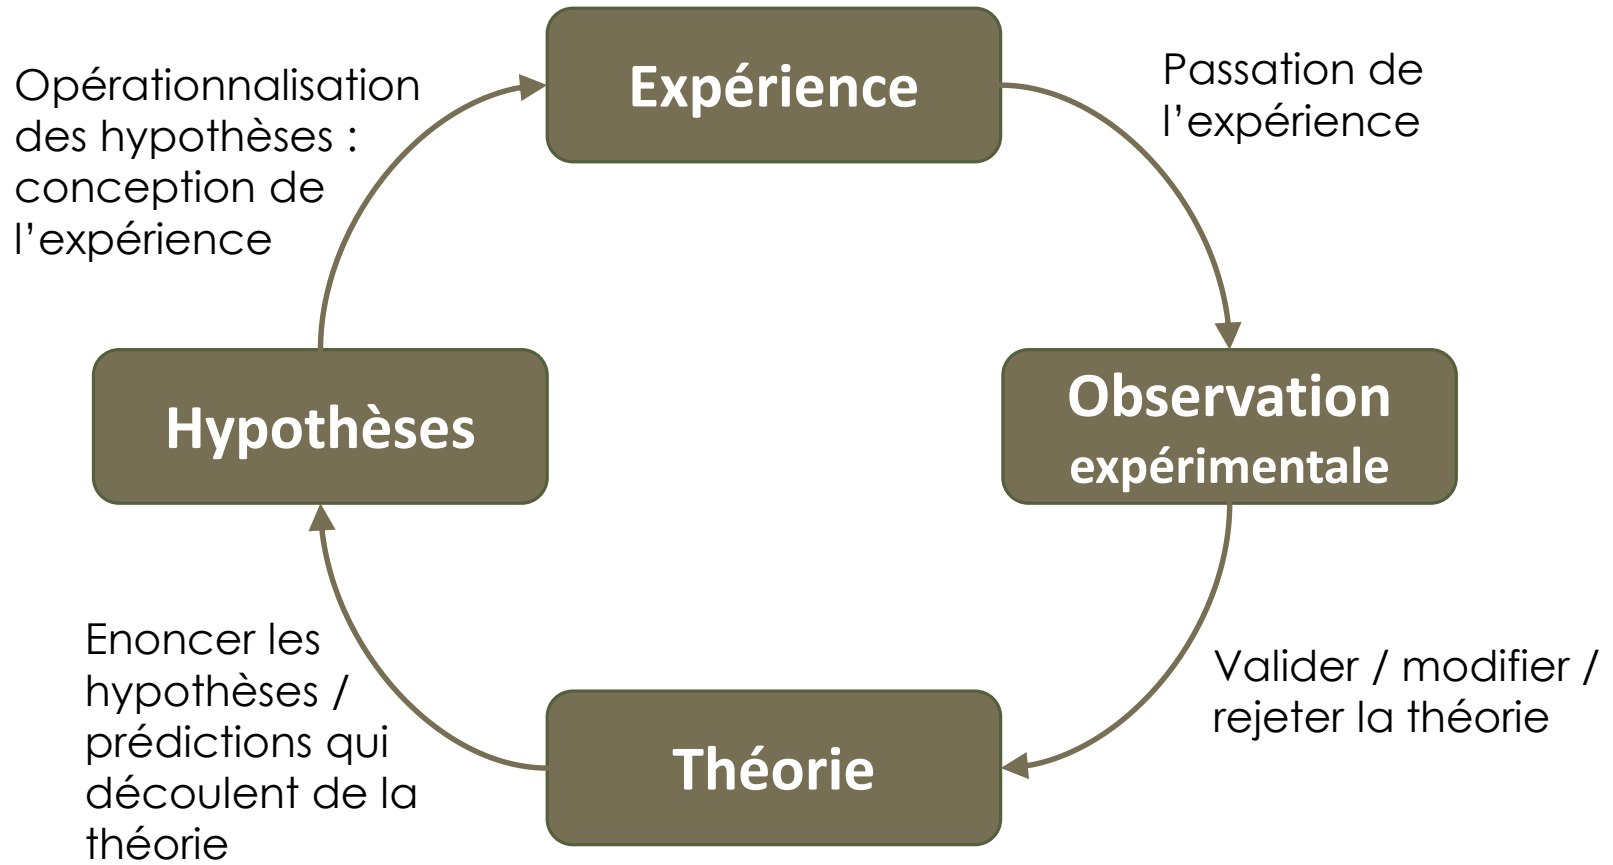 Expérience
Opérationnalisation
des hypothèses :
conception de
l’expérience
Passation de
l’expérience
Hypothèses
Observation
expérimentale
Enoncer les
hypothèses /
prédictions qui
découlent de la
théorie
Théorie
Valider / modifier /
rejeter la théorie